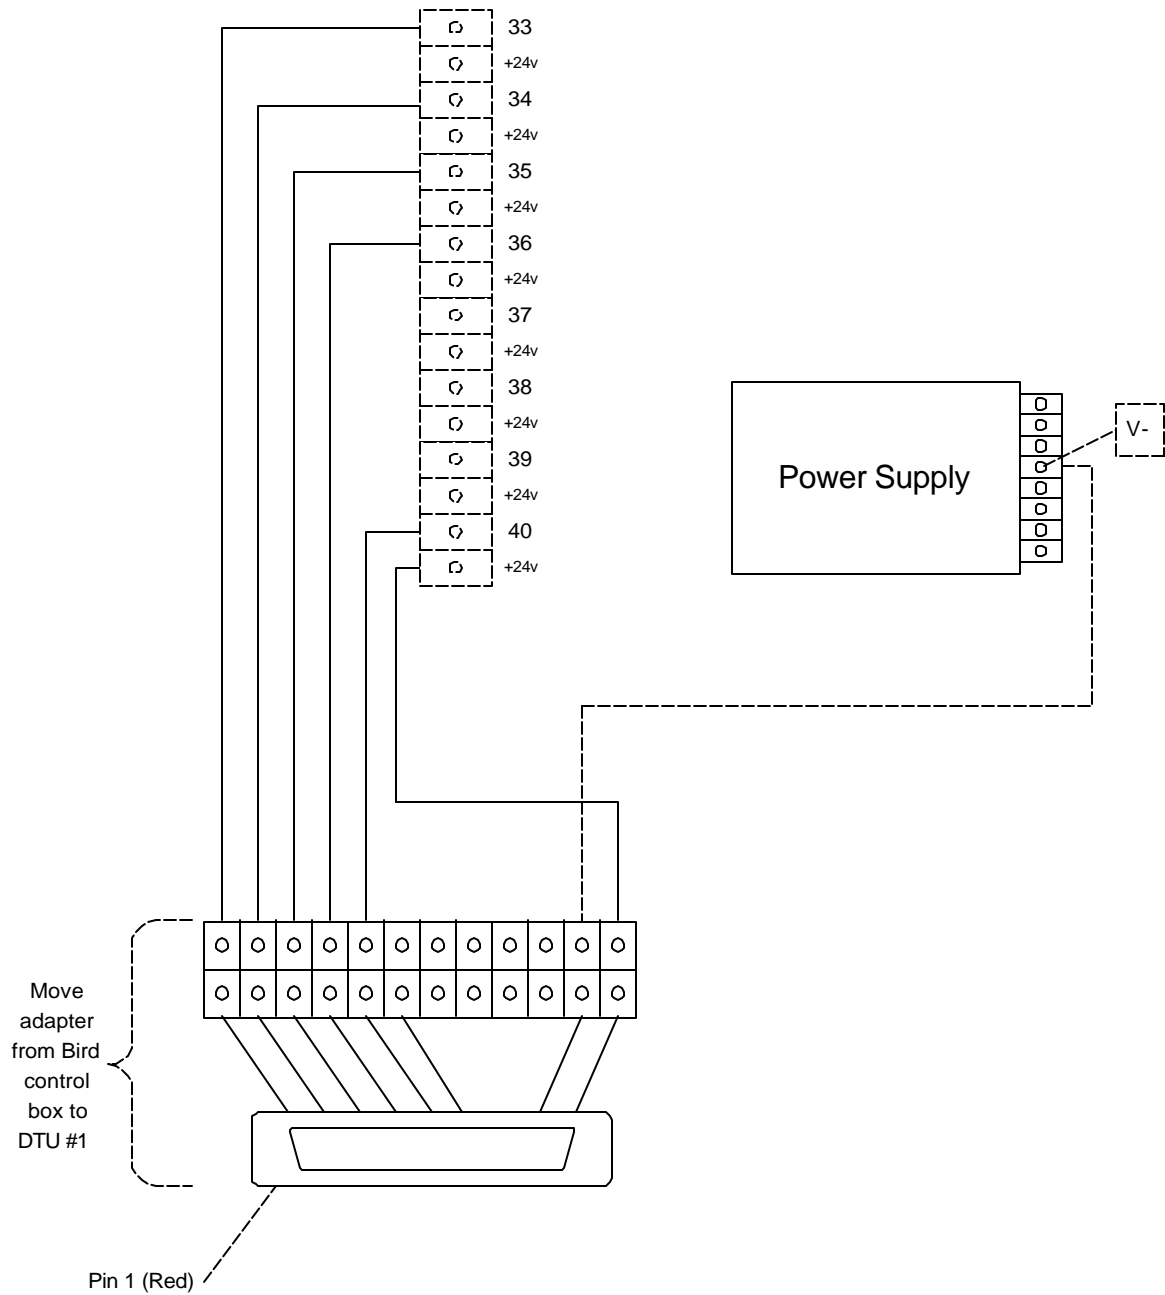 33
+24v
34
+24v
35
+24v
36
+24v
37
+24v
38
+24v
39
+24v
40
+24v
V-
Power Supply
Move
adapter
from Bird
control
box to
DTU #1
Pin 1 (Red)